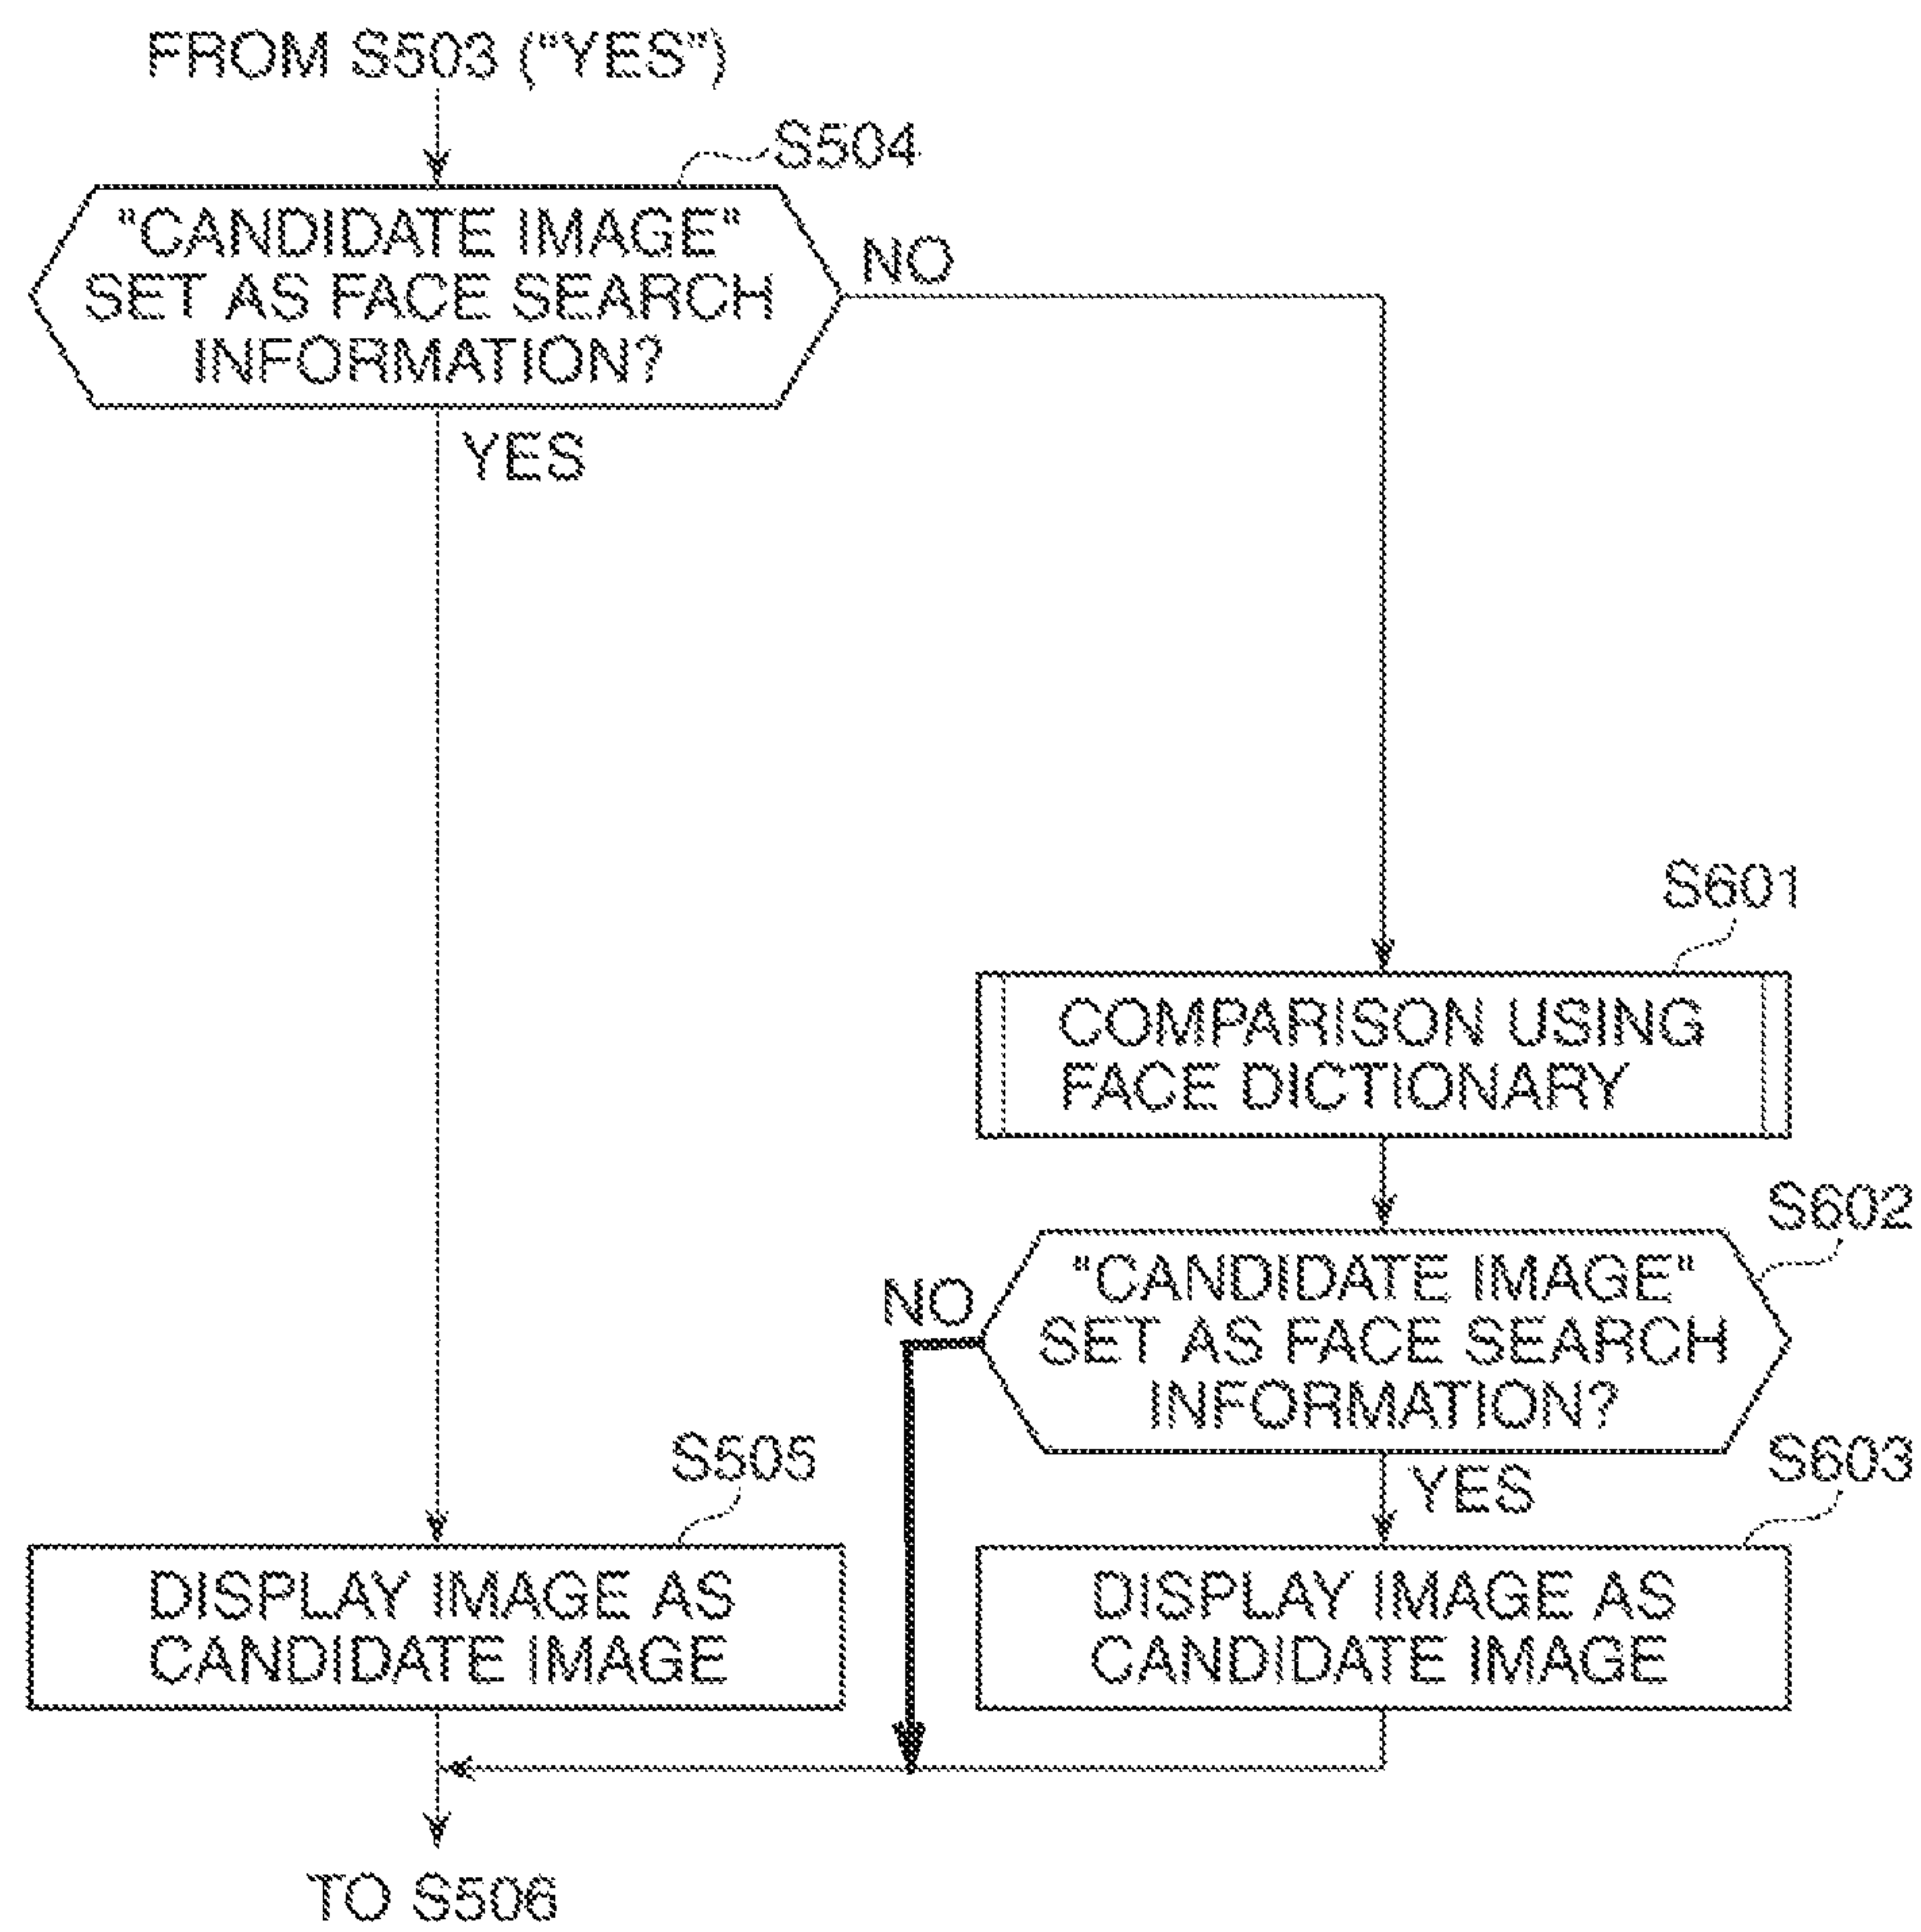 FROM S503 ("YES")
S504
"CANDIDATE IMAGE"
SET AS FACE SEARCH
INFORMATION?
NO
YES
S601
COMPARISON USING
FACE DICTIONARY
S602
"CANDIDATE IMAGE"
SET AS FACE SEARCH
INFORMATION?
NO
YES
S505
DISPLAY IMAGE AS
CANDIDATE IMAGE
S603
DISPLAY IMAGE AS
CANDIDATE IMAGE
TO S506